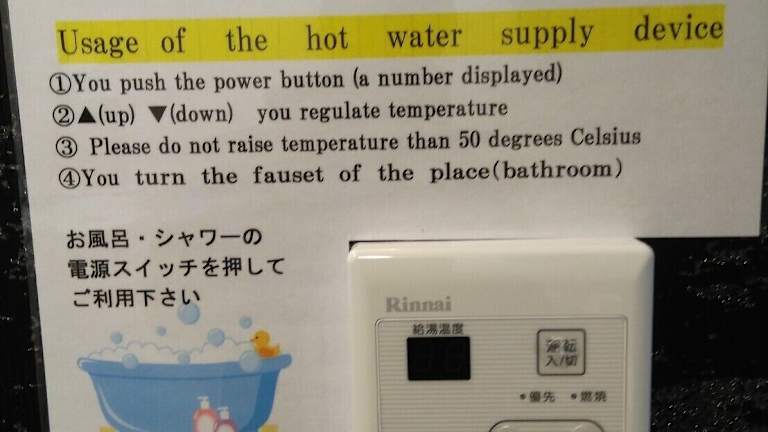 Usage of the hot water supply device
①You push the power button (a number displayed)
②▲(up) ▼(down) you regulate temperature
③ Please do not raise temperature than 50 degrees Celsius
④You turn the fauset of the place(bathroom)
お風呂・シャワーの
電源スイッチを押して
ご利用下さい
Rinnai
給湯温度
運転
入/切
●優先 ●燃焼